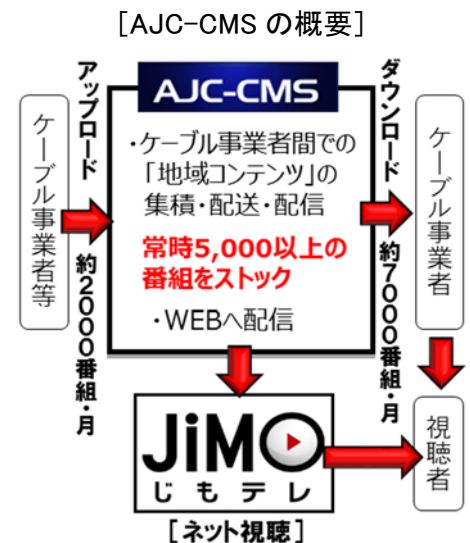 [AJC-CMS の概要]
アップロード
約2000番組・月
ケーブル事業者等
AJC-CMS
・ケーブル事業者間での
「地域コンテンツ」の
集積・配送・配信
常時5,000以上の
番組をストック
・WEBへ配信
ダウンロード
約7000番組・月
ケーブル事業者
視聴者
JiMO
じもテレ
[ネット視聴]